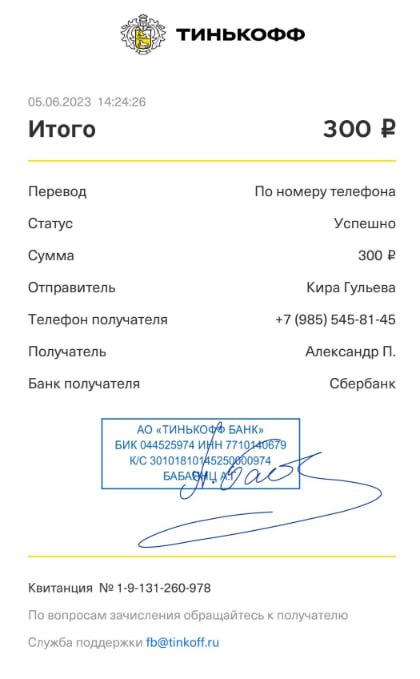 ТИНЬКОФФ
05.06.2023 14:24:26
Итого 300 ₽
Перевод По номеру телефона
Статус Успешно
Сумма 300 ₽
Отправитель Кира Гульева
Телефон получателя +7 (985) 545-81-45
Получатель Александр П.
Банк получателя Сбербанк
АО «ТИНЬКОФФ БАНК»
БИК 044525974 ИНН 7710140679
К/С 30101810145250000974
Квитанция № 1-9-131-260-978
По вопросам зачисления обращайтесь к получателю
Служба поддержки fb@tinkoff.ru